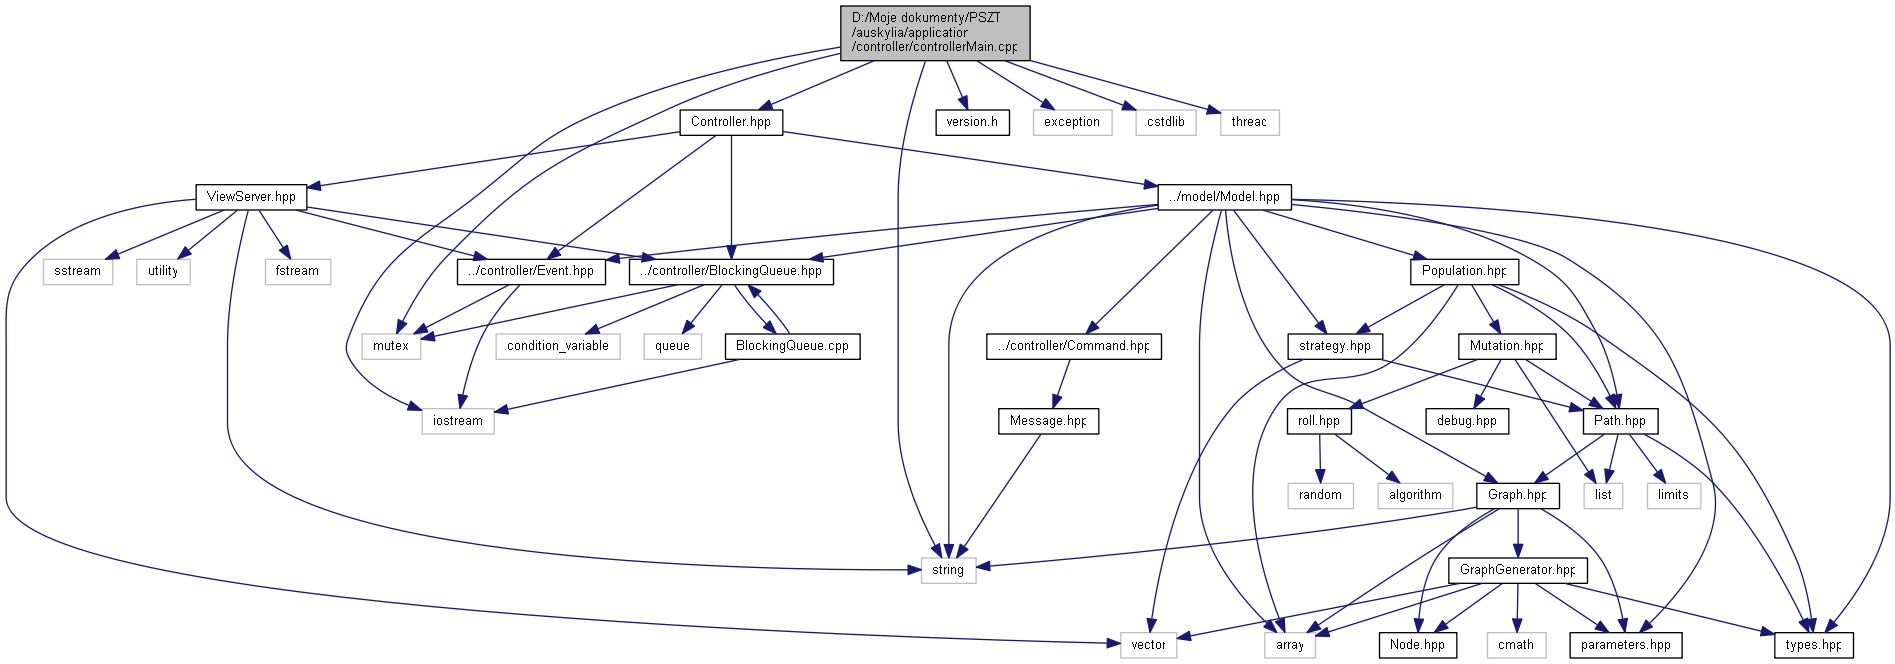 D:/Moje dokumenty/PSZT
/auskylia/application
/controller/controllerMain.cpp
Controller.hpp
version.h
exception
cstdlib
thread
ViewServer.hpp
../model/Model.hpp
sstream
utility
fstream
../controller/Event.hpp
../controller/BlockingQueue.hpp
Population.hpp
mutex
condition_variable
queue
BlockingQueue.cpp
../controller/Command.hpp
strategy.hpp
Mutation.hpp
iostream
Message.hpp
roll.hpp
debug.hpp
Path.hpp
random
algorithm
Graph.hpp
list
limits
string
GraphGenerator.hpp
vector
array
Node.hpp
cmath
parameters.hpp
types.hpp